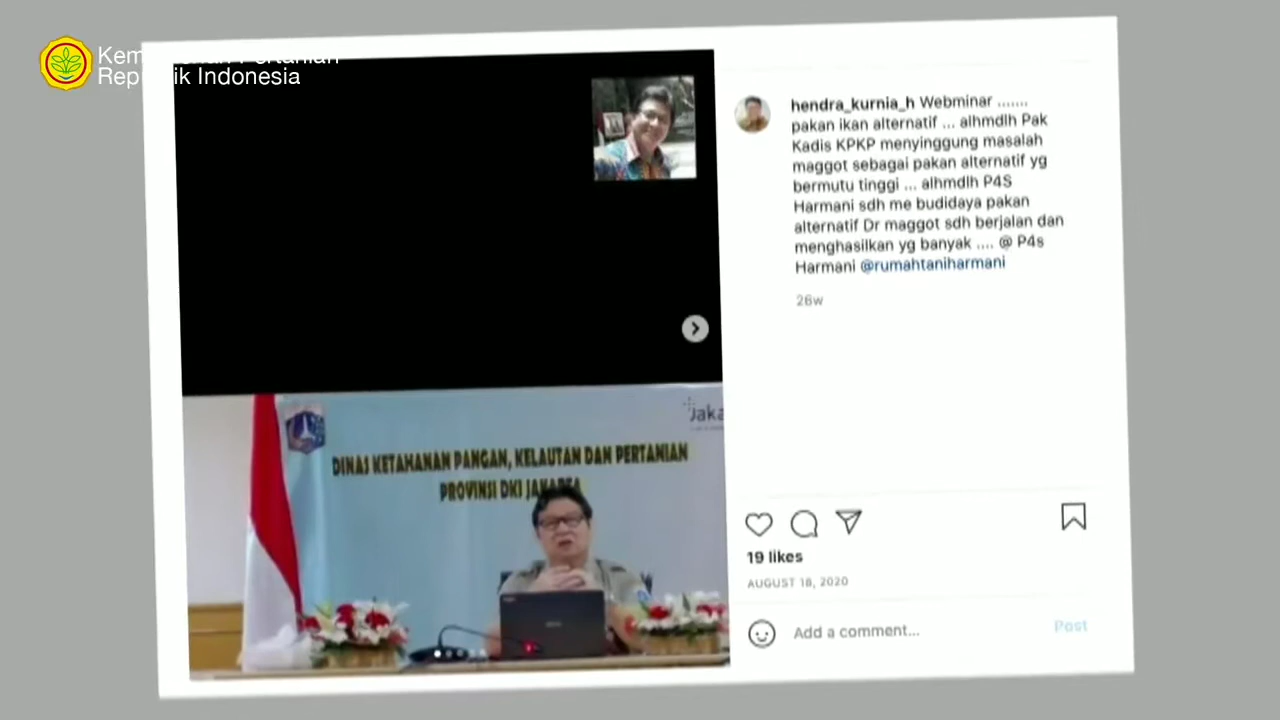 Republik Indonesia
hendra_kurnia_h Webminar .......
pakan ikan alternatif ... alhmdlh Pak
Kadis KPKP menyinggung masalah
maggot sebagai pakan alternatif yg
bermutu tinggi ... alhmdlh P4S
Harmani sdh me budidaya pakan
alternatif Dr maggot sdh berjalan dan
menghasilkan yg banyak .... @ P4s
Harmani @rumahtaniharmani
26w
Jaka
DINAS KETAHANAN PANGAN, KELAUTAN DAN PERTANIAN
PROVINSI DKI JAKARTA
19 likes
AUGUST 18, 2020
Add a comment...
Post